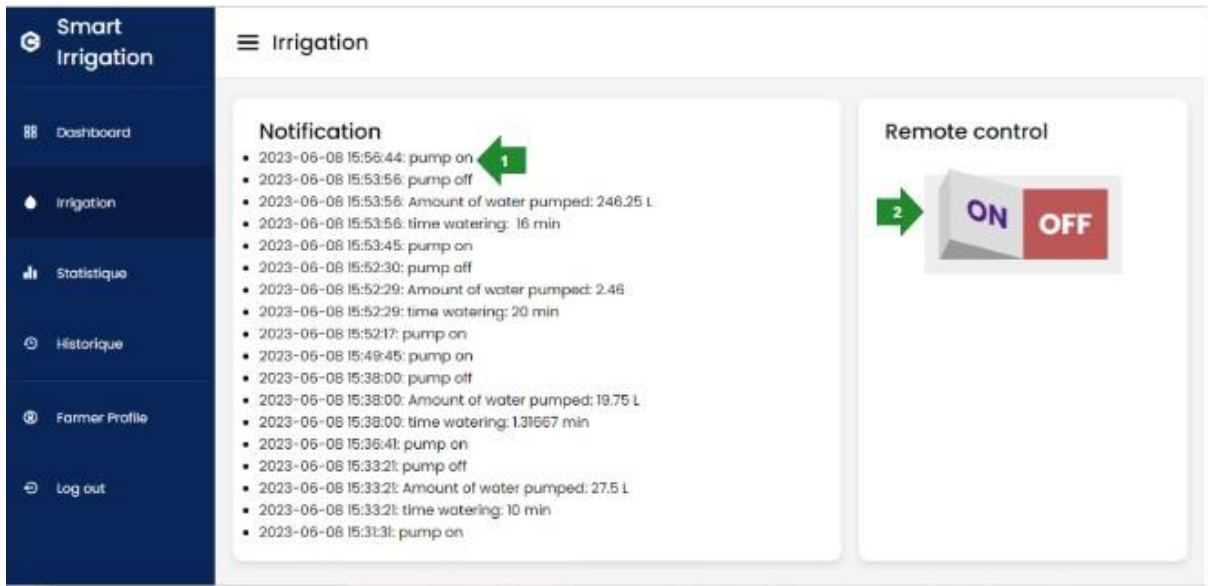 Smart
Irrigation
Dashboard
Irrigation
Statistique
Historique
Farmer Profile
Log out
Irrigation
Notification
2023-06-08 15:56:44: pump on
1
2023-06-08 15:53:56: pump off
2023-06-08 15:53:56: Amount of water pumped: 246.25 L
2023-06-08 15:53:56: time watering: 16 min
2023-06-08 15:53:45: pump on
2023-06-08 15:52:30: pump off
2023-06-08 15:52:29: Amount of water pumped: 2.46
2023-06-08 15:52:29: time watering: 20 min
2023-06-08 15:52:17: pump on
2023-06-08 15:49:45: pump on
2023-06-08 15:38:00: pump off
2023-06-08 15:38:00: Amount of water pumped: 19.75 L
2023-06-08 15:38:00: time watering: 1.31667 min
2023-06-08 15:36:41: pump on
2023-06-08 15:33:21: pump off
2023-06-08 15:33:21: Amount of water pumped: 27.5 L
2023-06-08 15:33:21: time watering: 10 min
2023-06-08 15:31:31: pump on
Remote control
2
ON OFF